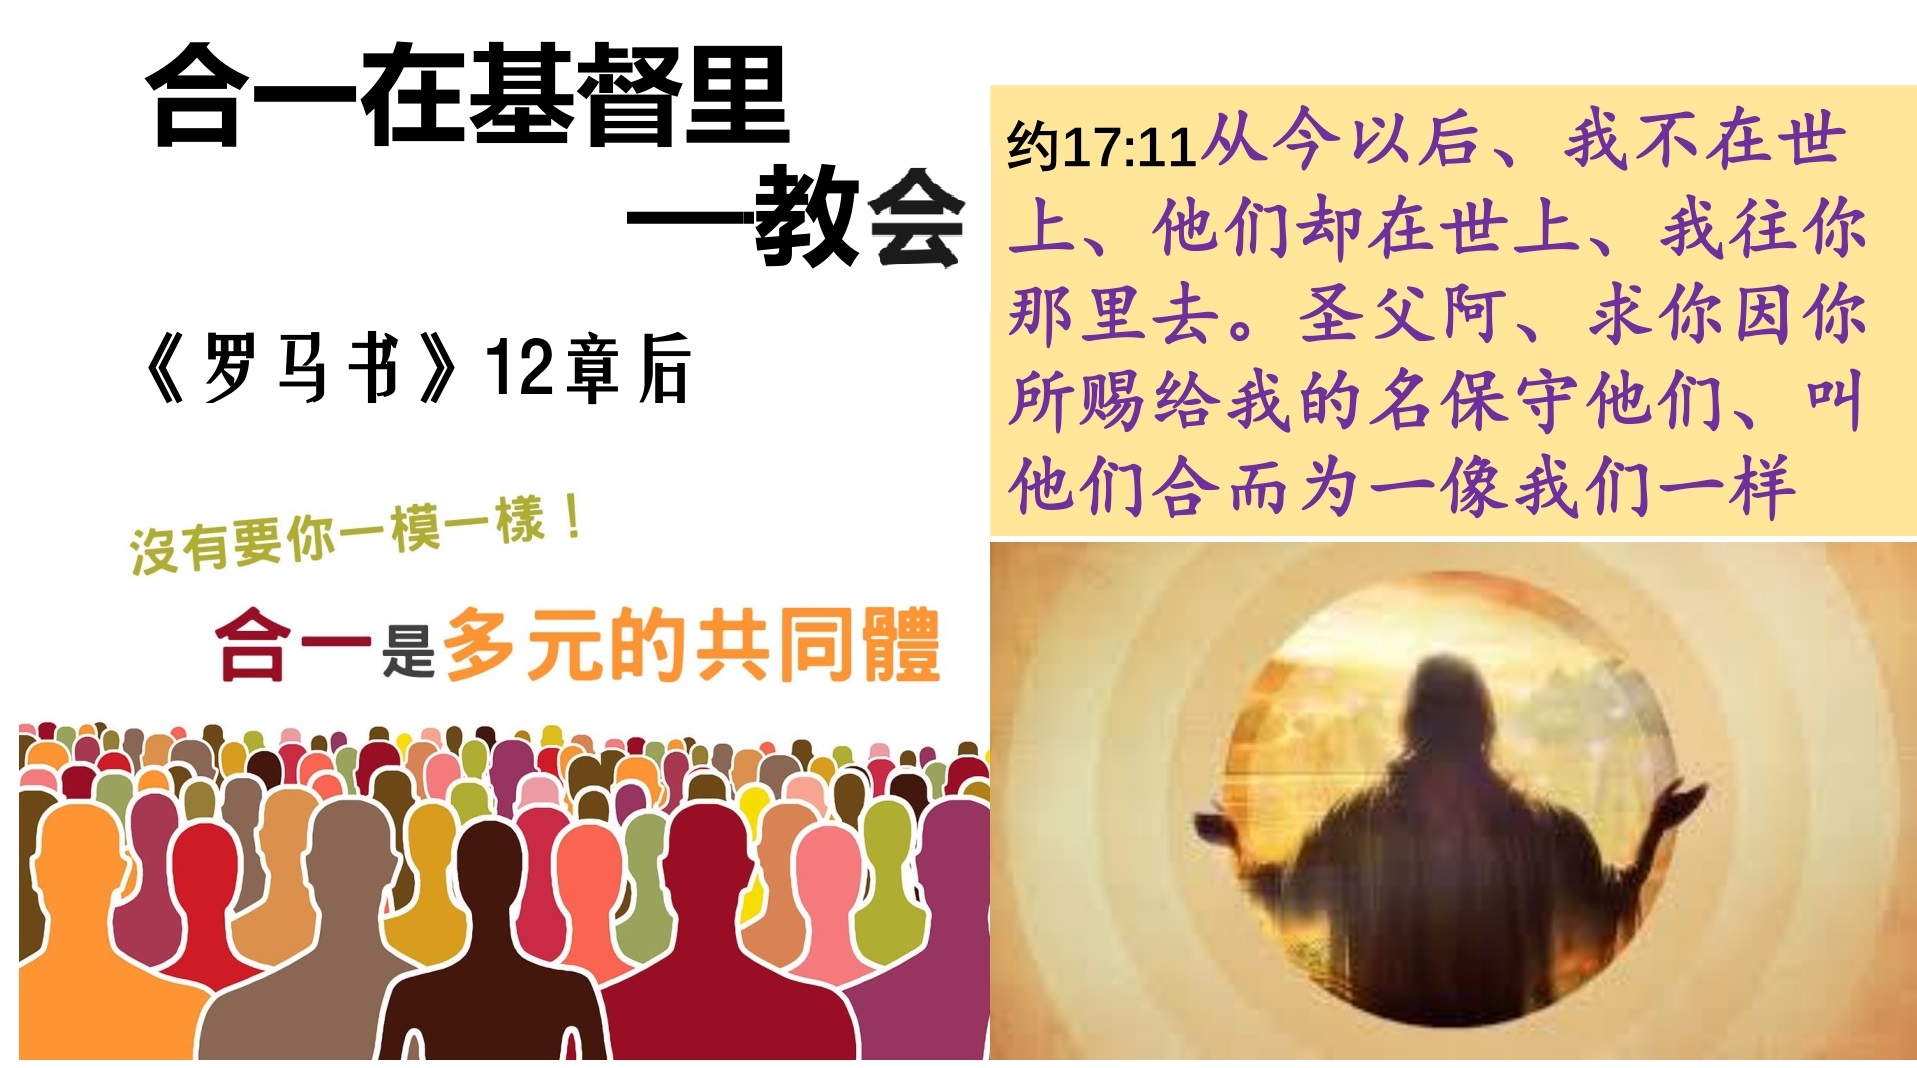 合一在基督里
—教会
《罗马书》12章后
沒有要你一模一樣！
合一是多元的共同體
约17:11从今以后、我不在世
上、他们却在世上、我往你
那里去。圣父阿、求你因你
所赐给我的名保守他们、叫
他们合而为一像我们一样